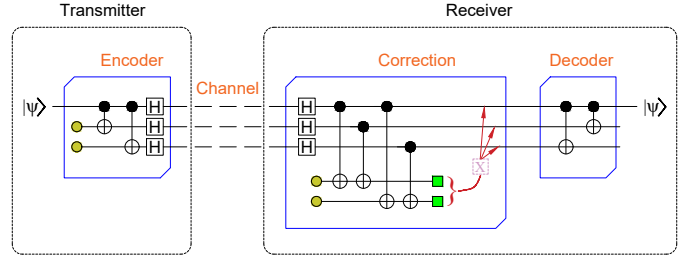 Transmitter
Receiver
Encoder
Channel
Correction
Decoder
|ψ>
H
H
H
H
H
H
X
|ψ>